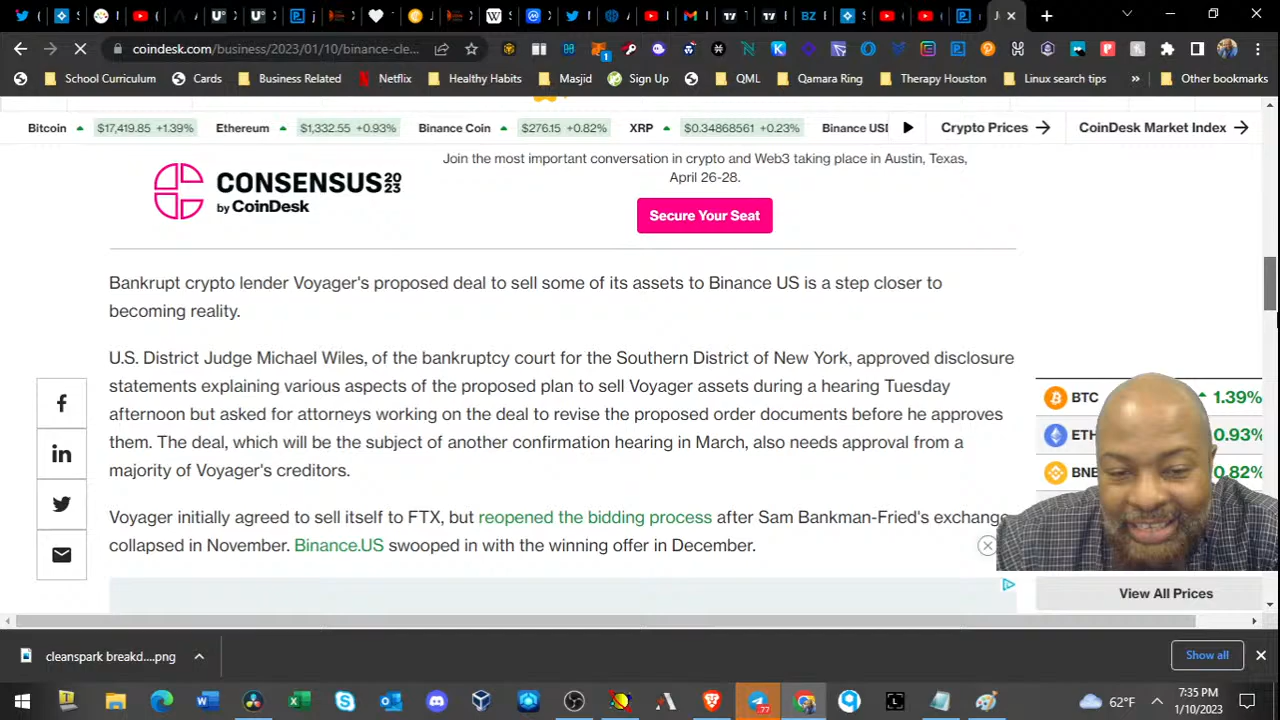 coindesk.com/business/2023/01/10/binance-cle...
School Curriculum
Cards
Business Related
Netflix
Healthy Habits
Masjid
Sign Up
QML
Qamara Ring
Therapy Houston
Linux search tips
»
Other bookmarks
Bitcoin $17,419.85 +1.39%
Ethereum $1,332.55 +0.93%
Binance Coin $276.15 +0.82%
XRP $0.34868561 +0.23%
Binance USD
Crypto Prices
CoinDesk Market Index
CONSENSUS 20 23
by CoinDesk
Join the most important conversation in crypto and Web3 taking place in Austin, Texas,
April 26-28.
Secure Your Seat
Bankrupt crypto lender Voyager's proposed deal to sell some of its assets to Binance US is a step closer to
becoming reality.
U.S. District Judge Michael Wiles, of the bankruptcy court for the Southern District of New York, approved disclosure
statements explaining various aspects of the proposed plan to sell Voyager assets during a hearing Tuesday
afternoon but asked for attorneys working on the deal to revise the proposed order documents before he approves
them. The deal, which will be the subject of another confirmation hearing in March, also needs approval from a
majority of Voyager's creditors.
Voyager initially agreed to sell itself to FTX, but reopened the bidding process after Sam Bankman-Fried's exchange
collapsed in November. Binance.US swooped in with the winning offer in December.
BTC 1.39%
ETH 0.93%
BNB 0.82%
View All Prices
cleanspark breakd....png
Show all
62°F
7:35 PM
1/10/2023